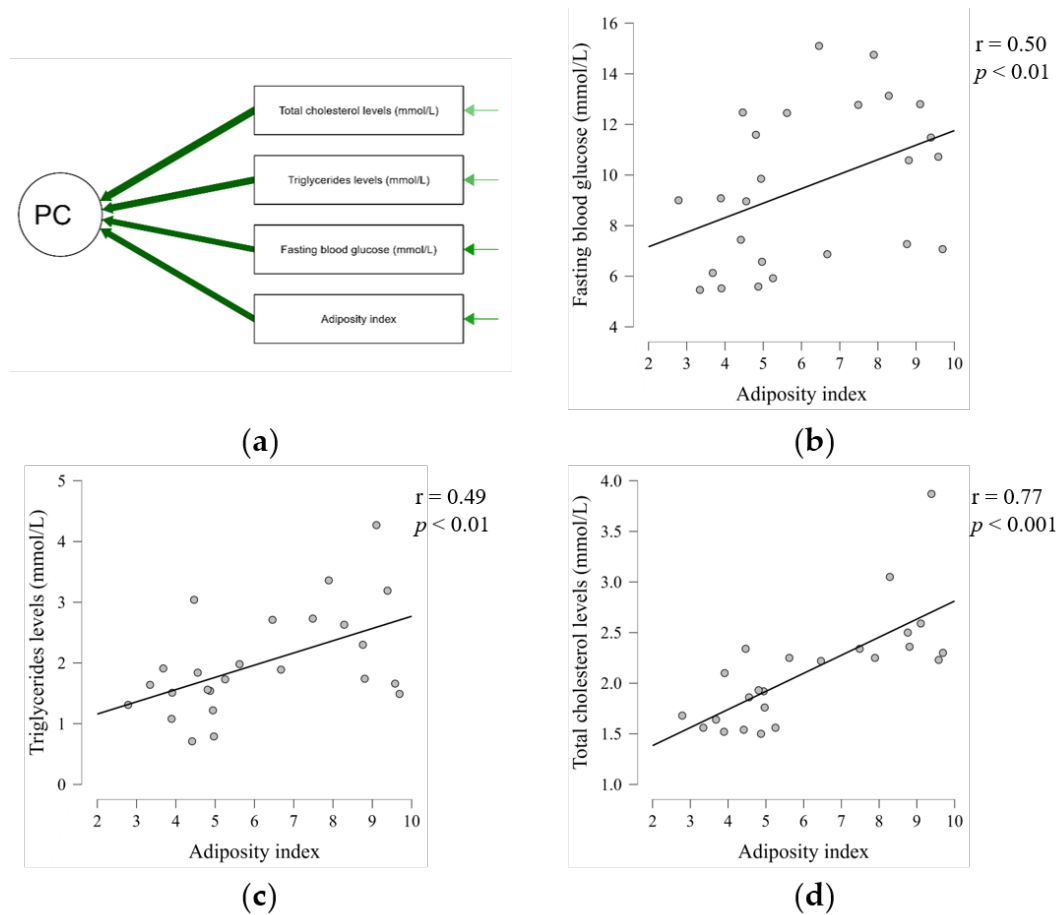 PC
Total cholesterol levels (mmol/L)
Triglycerides levels (mmol/L)
Fasting blood glucose (mmol/L)
Adiposity index
(a)
Fasting blood glucose (mmol/L)
16
14
12
10
8
6
4
2 3 4 5 6 7 8 9 10
Adiposity index
r = 0.50
p < 0.01
(b)
Triglycerides levels (mmol/L)
5
4
3
2
1
0
2 3 4 5 6 7 8 9 10
Adiposity index
r = 0.49
p < 0.01
(c)
Total cholesterol levels (mmol/L)
4.0
3.0
2.5
2.0
1.5
1.0
2 3 4 5 6 7 8 9 10
Adiposity index
r = 0.77
p < 0.001
(d)